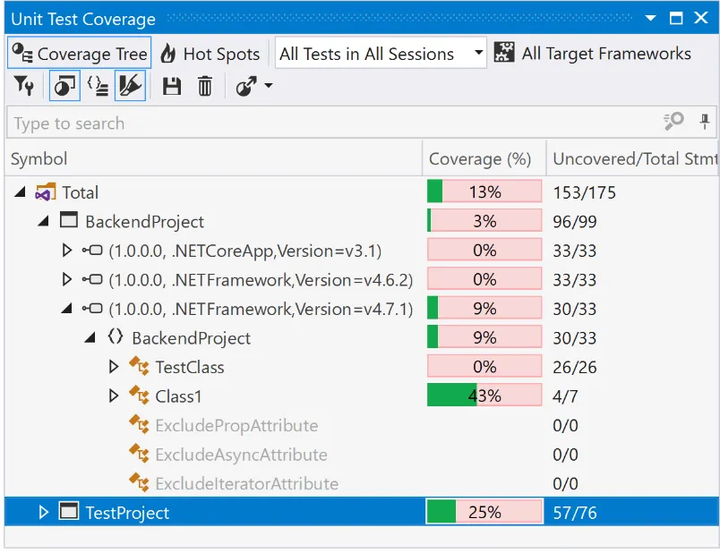 Unit Test Coverage
Coverage Tree Hot Spots All Tests in All Sessions All Target Frameworks
Type to search
Symbol Coverage (%) Uncovered/Total Stmt
Total 13% 153/175
BackendProject 3% 96/99
(1.0.0.0, .NETCoreApp,Version=v3.1) 0% 33/33
(1.0.0.0, .NETFramework,Version=v4.6.2) 0% 33/33
(1.0.0.0, .NETFramework,Version=v4.7.1) 9% 30/33
BackendProject 9% 30/33
TestClass 0% 26/26
Class1 43% 4/7
ExcludePropAttribute 0/0
ExcludeAsyncAttribute 0/0
ExcludeIteratorAttribute 0/0
TestProject 25% 57/76